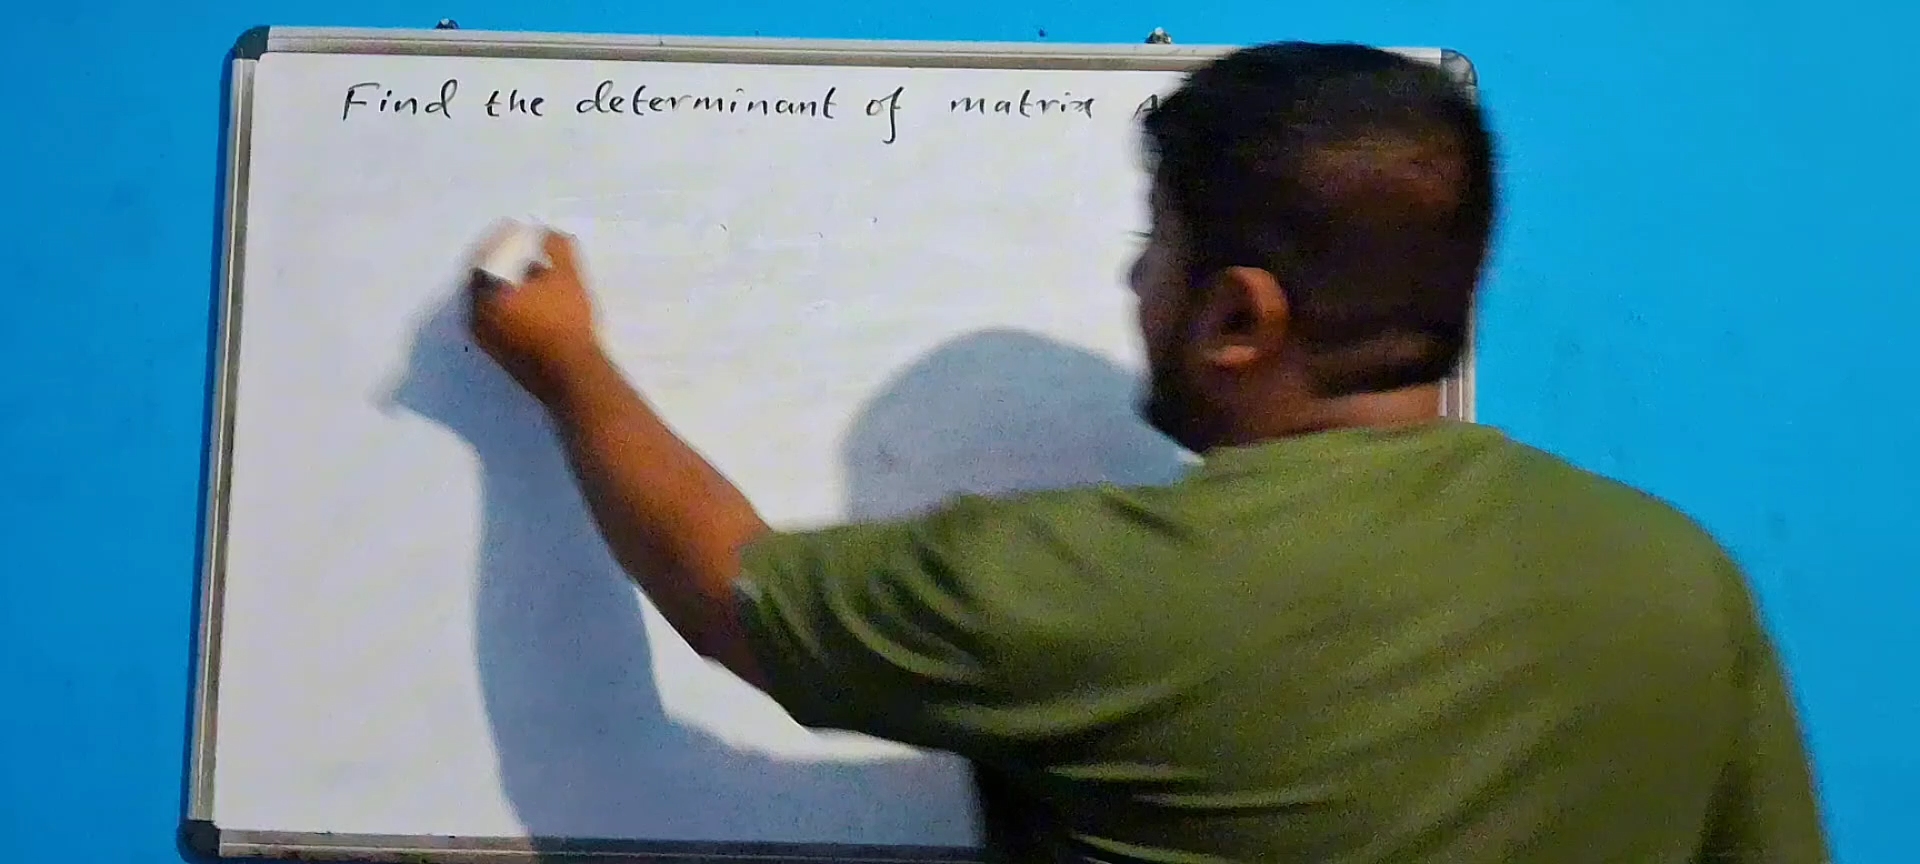 Find the determinant of matrix A